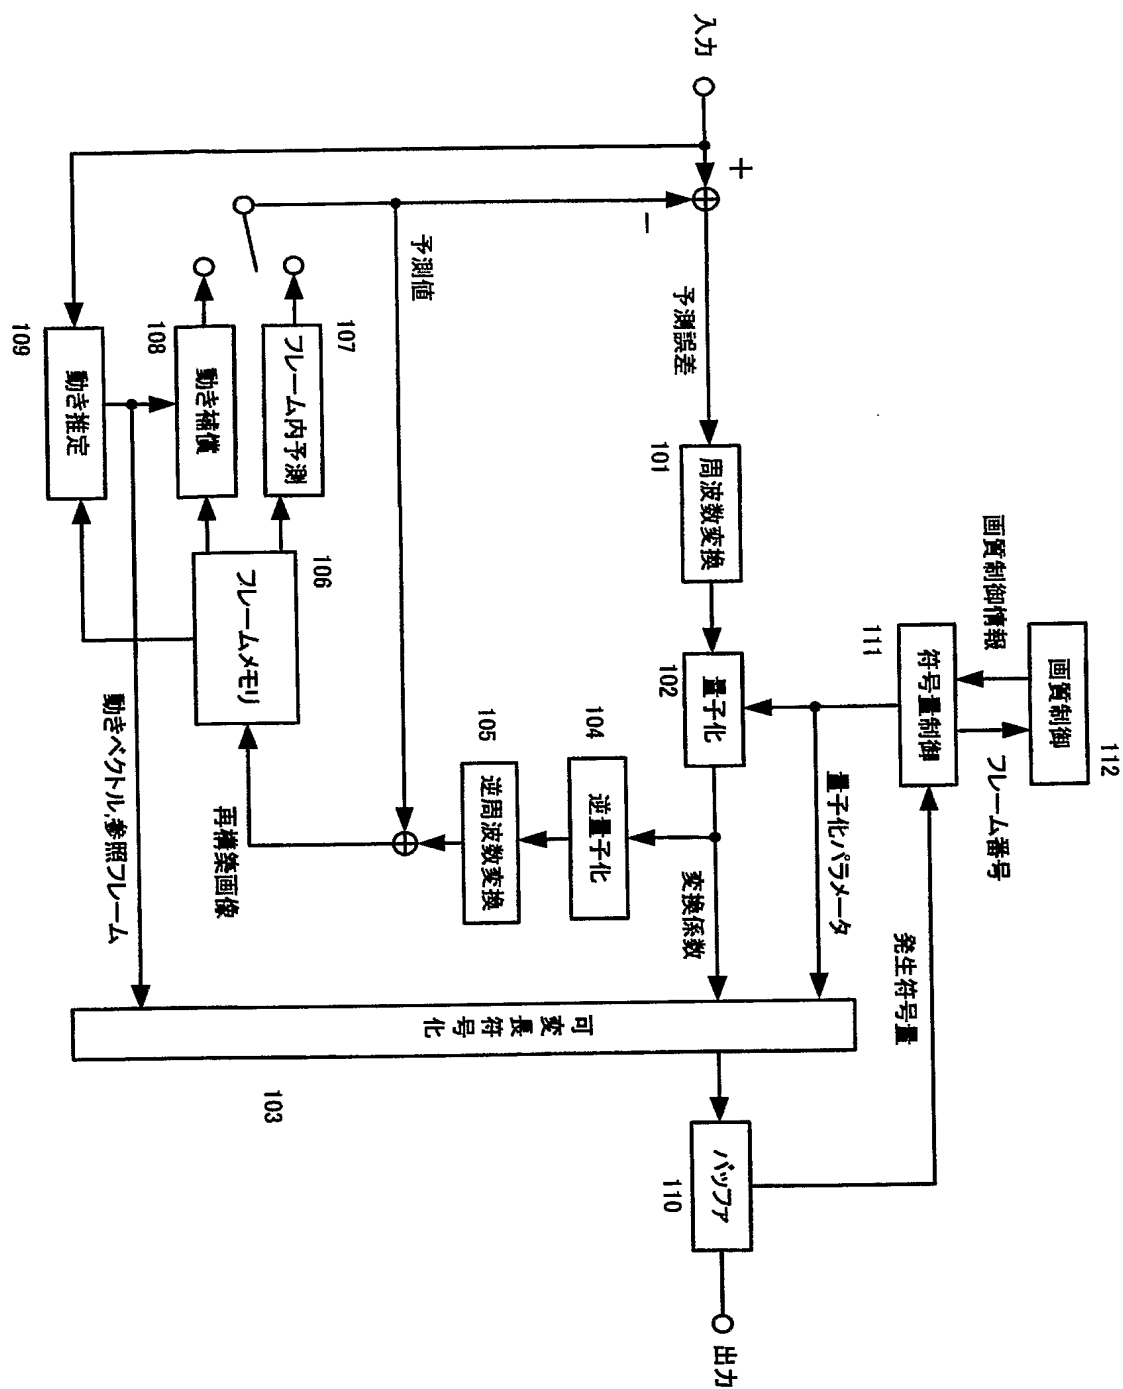 112
画質制御
画質制御情報
フレーム番号
111
符号量制御
発生符号量
量子化パラメータ
入力
+
−
予測誤差
周波数変換
101
量子化
102
変換係数
逆量子化
104
逆周波数変換
105
予測値
再構築画像
フレームメモリ
106
フレーム内予測
107
動き補償
108
動き推定
109
動きベクトル,参照フレーム
可変長符号化
103
バッファ
110
出力